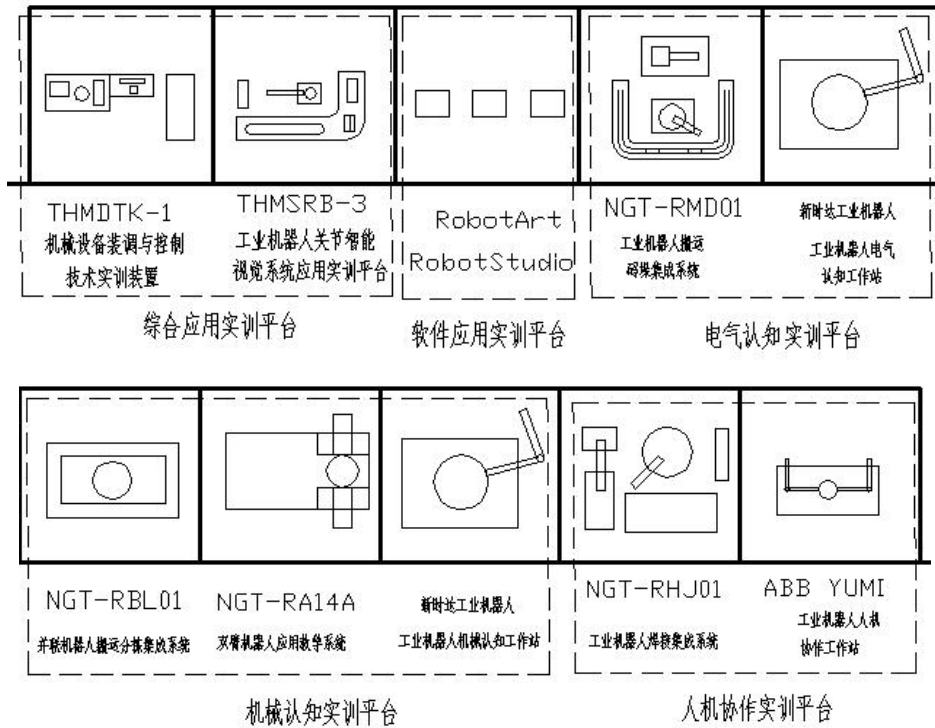 THMDTK-1
机械设备装调与控制
技术实训装置
THMSRB-3
工业机器人关节智能
视觉系统应用实训平台
RobotArt
RobotStudio
NGT-RMD01
工业机器人搬运
码垛集成系统
新时达工业机器人
工业机器人电气
认知工作站
综合应用实训平台
软件应用实训平台
电气认知实训平台
NGT-RBL01
并联机器人搬运分拣集成系统
NGT-RA14A
双臂机器人应用教学系统
新时达工业机器人
工业机器人机械认知工作站
NGT-RHJ01
工业机器人焊接集成系统
ABB YUMI
工业机器人人机
协作工作站
机械认知实训平台
人机协作实训平台